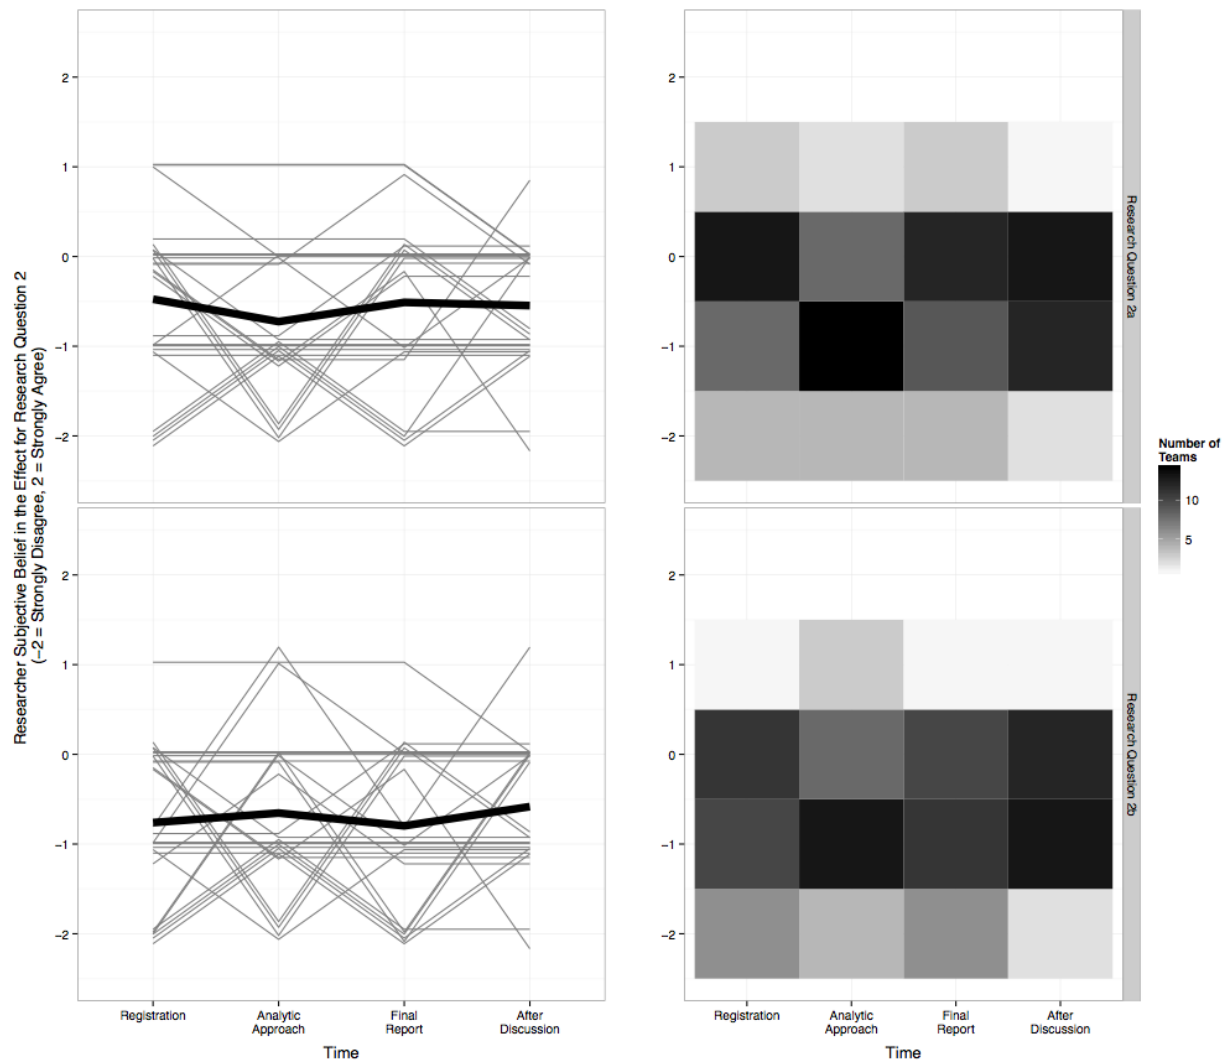 Researcher Subjective Belief in the Effect for Research Question 2
(−2 = Strongly Disagree, 2 = Strongly Agree)
2
1
0
−1
−2
2
1
0
−1
−2
Research Question 2a
2
1
0
−1
−2
2
1
0
−1
−2
Research Question 2b
Number of
Teams
10
5
Registration
Analytic
Approach
Final
Report
After
Discussion
Time
Registration
Analytic
Approach
Final
Report
After
Discussion
Time